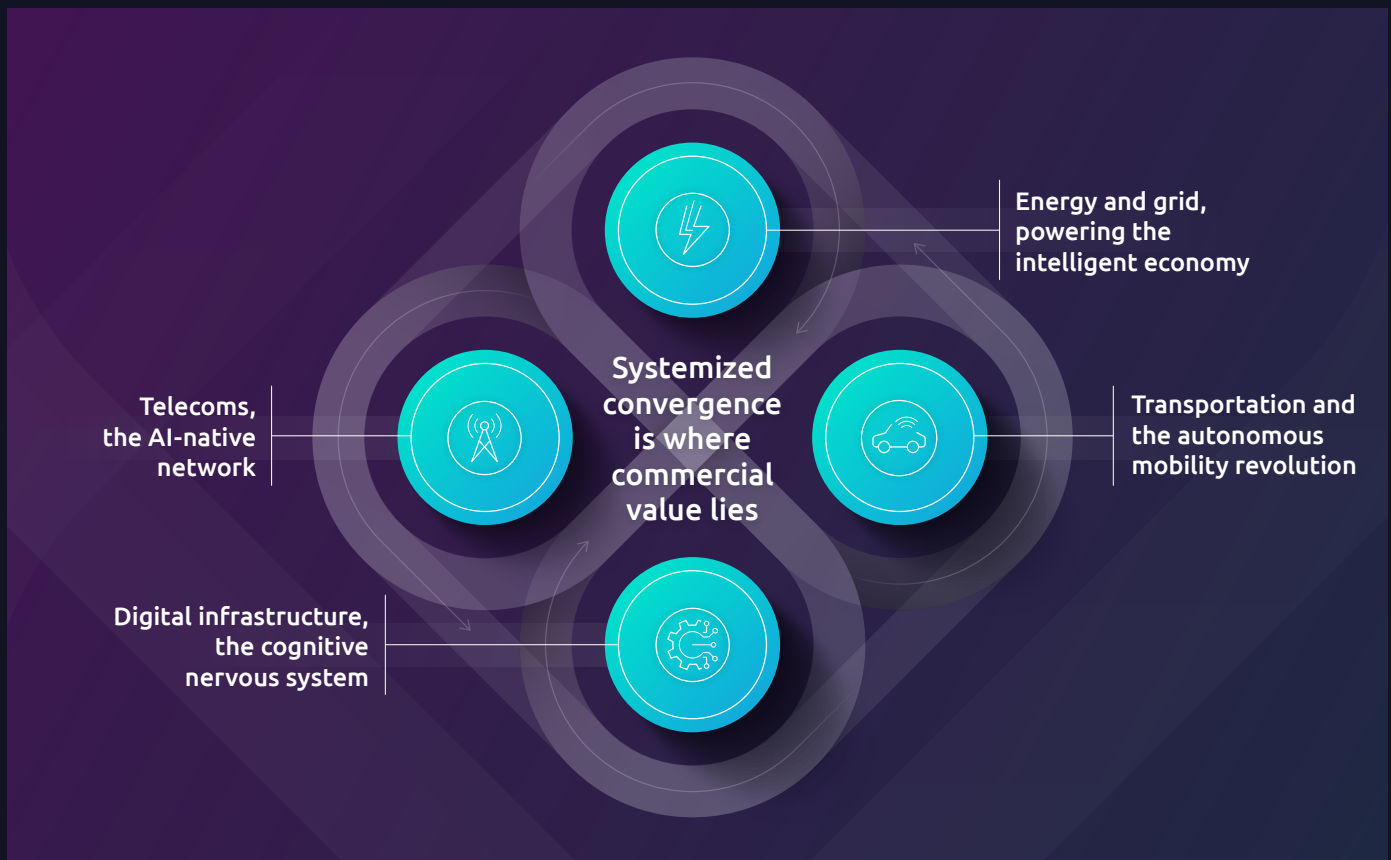 Energy and grid,
powering the
intelligent economy
Systemized
convergence
is where
commercial
value lies
Telecoms,
the AI-native
network
Transportation and
the autonomous
mobility revolution
Digital infrastructure,
the cognitive
nervous system